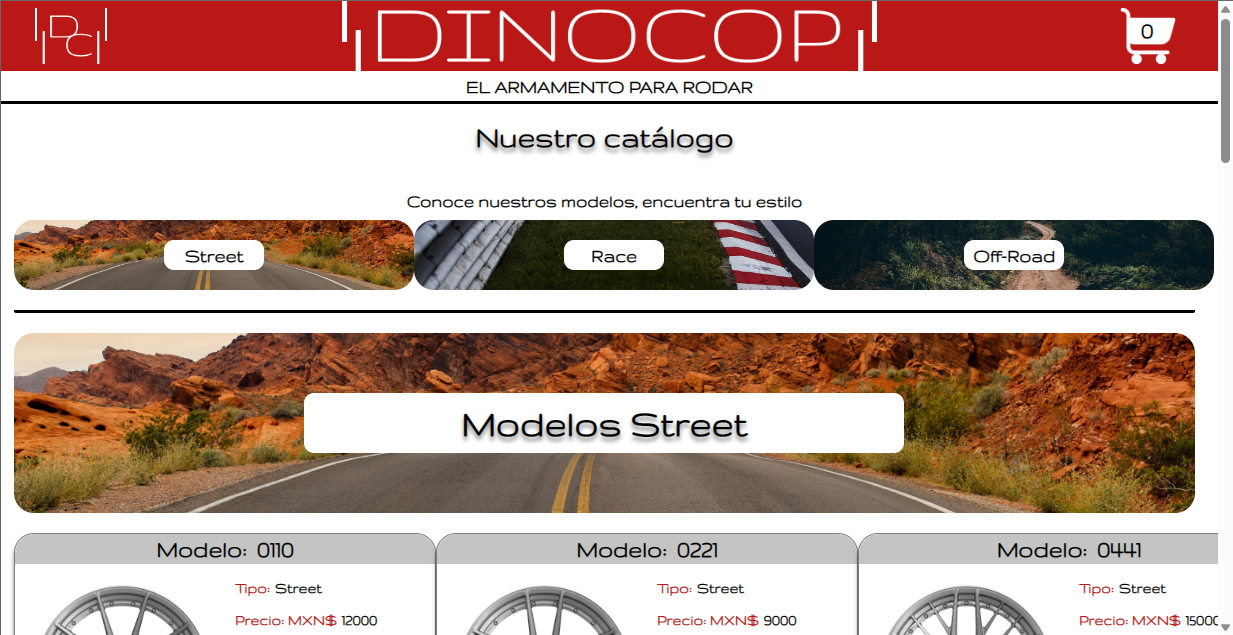 DC
DINOCOP
0
EL ARMAMENTO PARA RODAR
Nuestro catálogo
Conoce nuestros modelos, encuentra tu estilo
Street
Race
Off-Road
Modelos Street
Modelo: 0110
Modelo: 0221
Modelo: 0441
Tipo: Street
Precio: MXN$ 12000
Tipo: Street
Precio: MXN$ 9000
Tipo: Street
Precio: MXN$ 15000